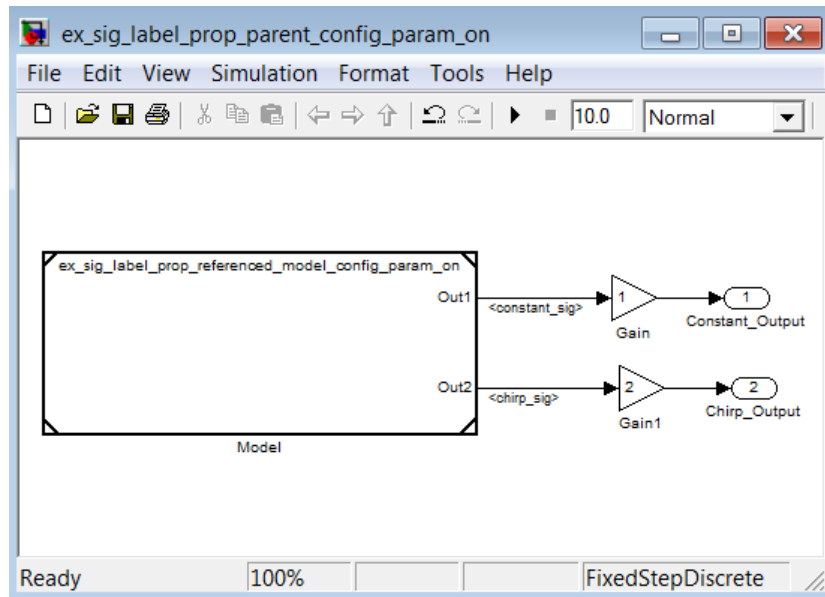 ex_sig_label_prop_parent_config_param_on
File Edit View Simulation Format Tools Help
10.0 Normal
ex_sig_label_prop_referenced_model_config_param_on
Out1
<constant_sig>
1
Gain
1
Constant_Output
Out2
<chirp_sig>
2
Gain1
2
Chirp_Output
Model
Ready 100% FixedStepDiscrete